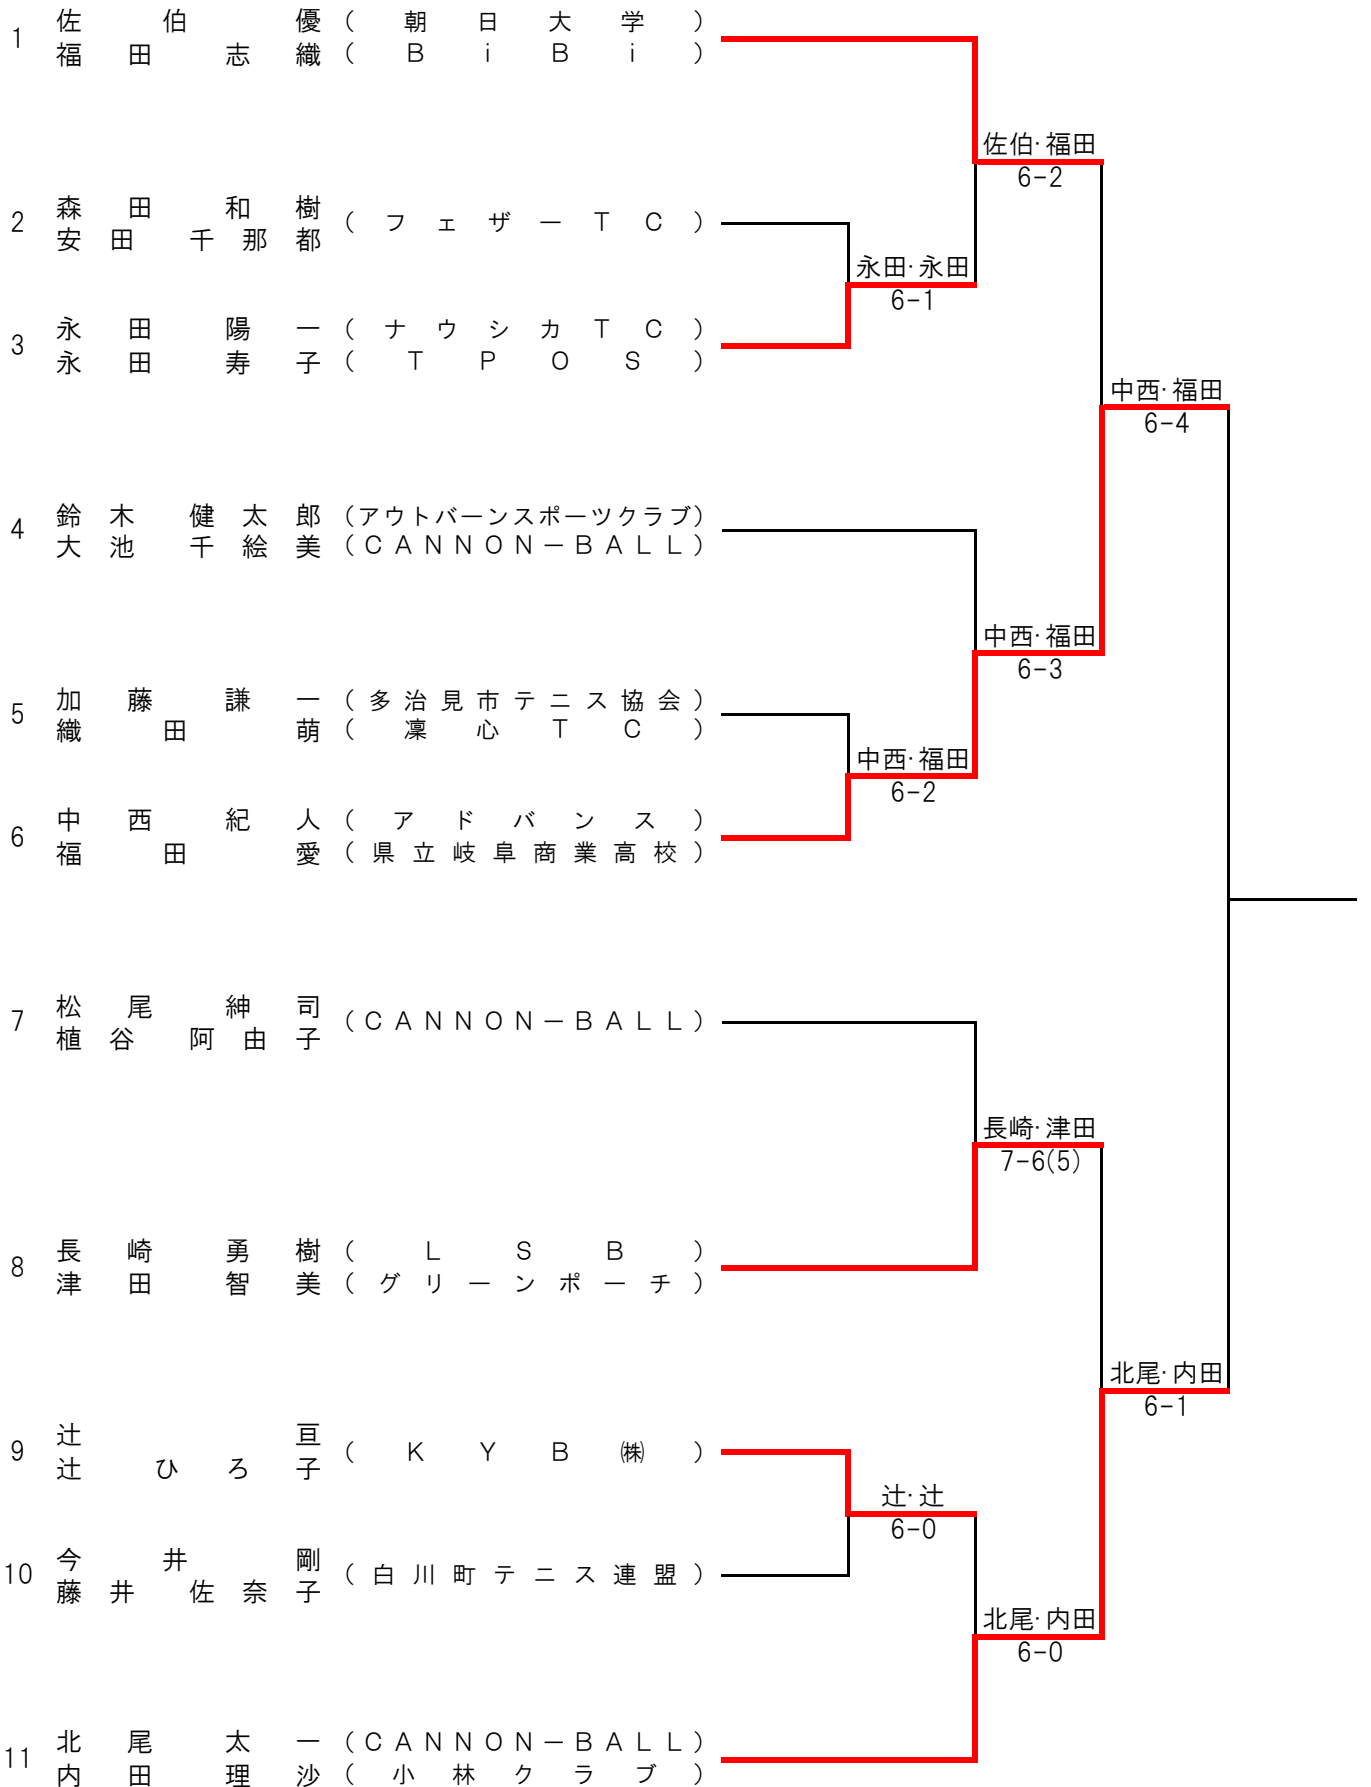 1
佐伯優(朝日大学)
福田志織(BiBi)
佐伯·福田
6-2
2
森田和樹
安田千那都
(フェザーTC)
永田·永田
6-1
3
永田陽一(ナウシカTC)
永田寿子(TPOS)
中西·福田
6-4
4
鈴木健太郎(アウトバーンスポーツクラブ)
大池千絵美(CANNON-BALL)
中西·福田
6-3
5
加藤謙一(多治見市テニス協会)
織田萌(凜心TC)
中西·福田
6-2
6
中西紀人(アドバンス)
福田愛(県立岐阜商業高校)
7
松尾紳司
植谷阿由子
(CANNON-BALL)
長崎·津田
7-6(5)
8
長崎勇樹(LSB)
津田智美(グリーンポーチ)
北尾·内田
6-1
9
辻亘
辻ひろ子
(KYB㈱)
辻·辻
6-0
10
今井剛
藤井佐奈子
(白川町テニス連盟)
北尾·内田
6-0
11
北尾太一(CANNON-BALL)
内田理沙(小林クラブ)